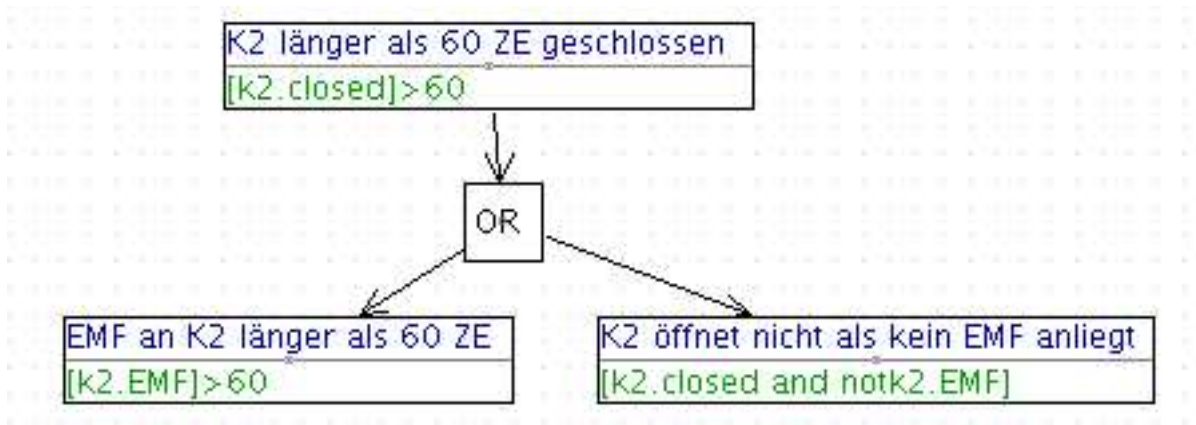 K2 länger als 60 ZE geschlossen
[k2.closed]>60
OR
EMF an K2 länger als 60 ZE
[k2.EMF]>60
K2 öffnet nicht als kein EMF anliegt
[k2.closed and notk2.EMF]